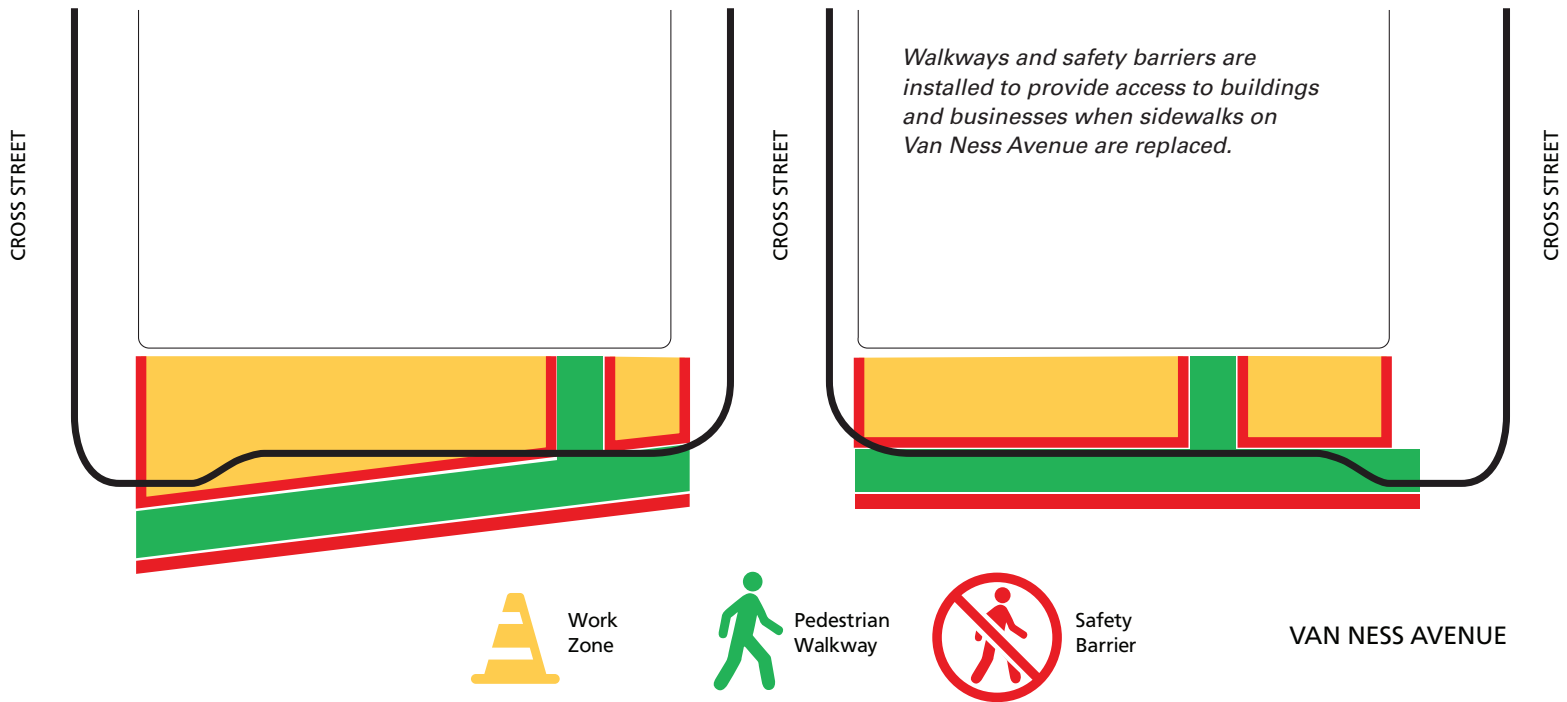 CROSS STREET
CROSS STREET
Walkways and safety barriers are
installed to provide access to buildings
and businesses when sidewalks on
Van Ness Avenue are replaced.
CROSS STREET
Work
Zone
Pedestrian
Walkway
Safety
Barrier
VAN NESS AVENUE